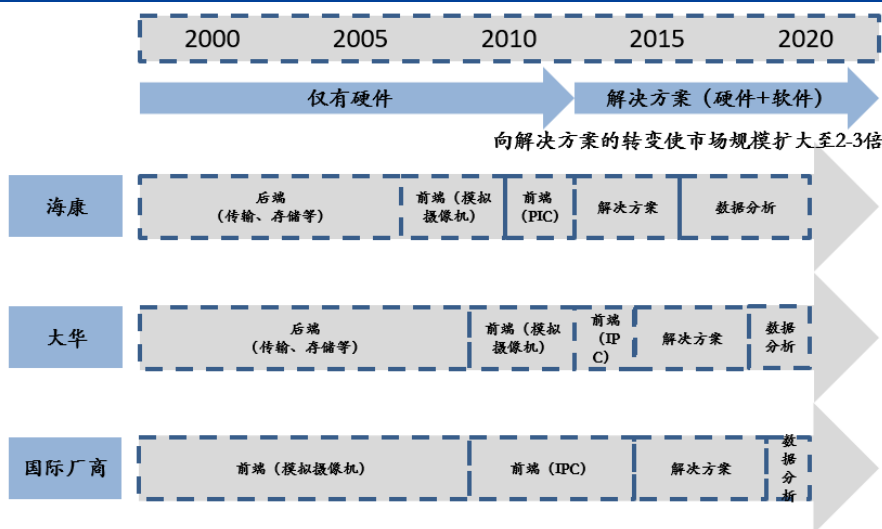 2000 2005 2010 2015 2020
仅有硬件 解决方案（硬件+软件）
向解决方案的转变使市场规模扩大至2-3倍
海康
后端
（传输、存储等）
前端（模拟
摄像机）
前端
（PIC）
解决方案
数据分析
大华
后端
（传输、存储等）
前端（模拟
摄像机）
前端
（IP
C）
解决方案
数据
分析
国际厂商
前端（模拟摄像机）
前端（IPC）
解决方案
数
据
分
析